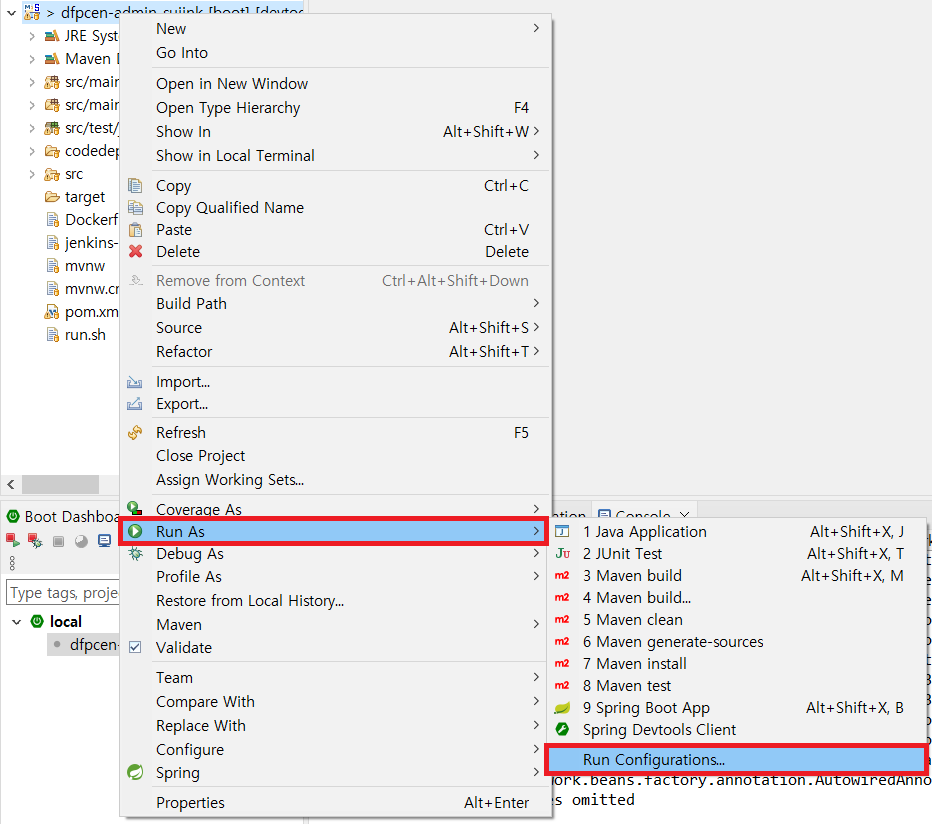 > dfpcen-admin-sujink [boot] [devtoo
JRE Syst
Maven D
src/main
src/main
src/test/j
codedep
src
target
Dockerf
jenkins-
mvnw
mvnw.cm
pom.xm
run.sh
New
Go Into
Open in New Window
Open Type Hierarchy F4
Show In Alt+Shift+W
Show in Local Terminal
Copy Ctrl+C
Copy Qualified Name
Paste Ctrl+V
Delete Delete
Remove from Context Ctrl+Alt+Shift+Down
Build Path
Source Alt+Shift+S
Refactor Alt+Shift+T
Import...
Export...
Refresh F5
Close Project
Assign Working Sets...
Coverage As
Run As
Debug As
Profile As
Restore from Local History...
Maven
Validate
Team
Compare With
Replace With
Configure
Spring
Properties Alt+Enter
Boot Dashboa
Type tags, projec
local
dfpcen-
Console
1 Java Application Alt+Shift+X, J
2 JUnit Test Alt+Shift+X, T
3 Maven build Alt+Shift+X, M
4 Maven build...
5 Maven clean
6 Maven generate-sources
7 Maven install
8 Maven test
9 Spring Boot App Alt+Shift+X, B
Spring Devtools Client
Run Configurations...
ork.beans.factory.annotation.AutowiredAnno
s omitted